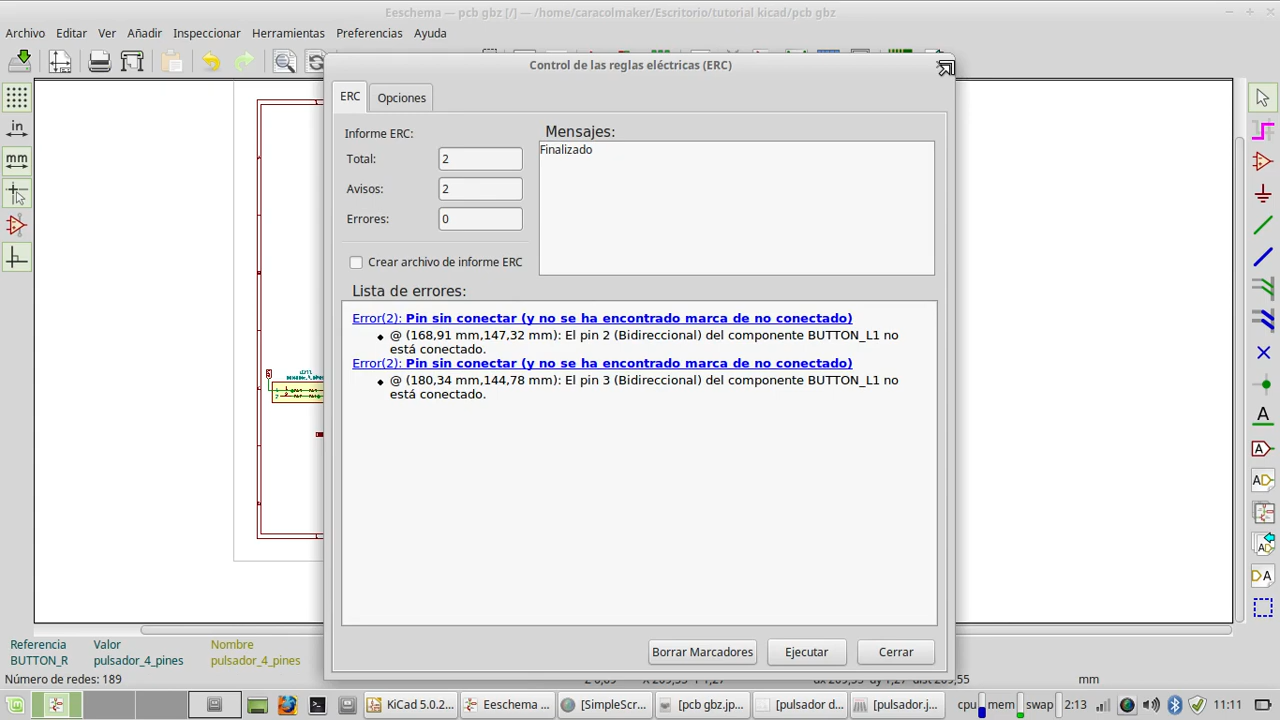 Eeschema — pcb gbz [/] — /home/caracolmaker/Escritorio/tutorial kicad/pcb gbz
Archivo Editar Ver Añadir Inspeccionar Herramientas Preferencias Ayuda
Control de las reglas eléctricas (ERC)
ERC Opciones
Informe ERC:
Total: 2
Avisos: 2
Errores: 0
Crear archivo de informe ERC
Mensajes:
Finalizado
Lista de errores:
Error(2): Pin sin conectar (y no se ha encontrado marca de no conectado)
@ (168,91 mm,147,32 mm): El pin 2 (Bidireccional) del componente BUTTON_L1 no
está conectado.
Error(2): Pin sin conectar (y no se ha encontrado marca de no conectado)
@ (180,34 mm,144,78 mm): El pin 3 (Bidireccional) del componente BUTTON_L1 no
está conectado.
Borrar Marcadores Ejecutar Cerrar
in
mm
A
A
AD
AD
A
Referencia Valor Nombre
BUTTON_R pulsador_4_pines pulsador_4_pines
Número de redes: 189
mm
KiCad 5.0.2... Eeschema ... [SimpleScr... [pcb gbz.jp... [pulsador d... [pulsador.j... cpu mem swap 2:13 11:11